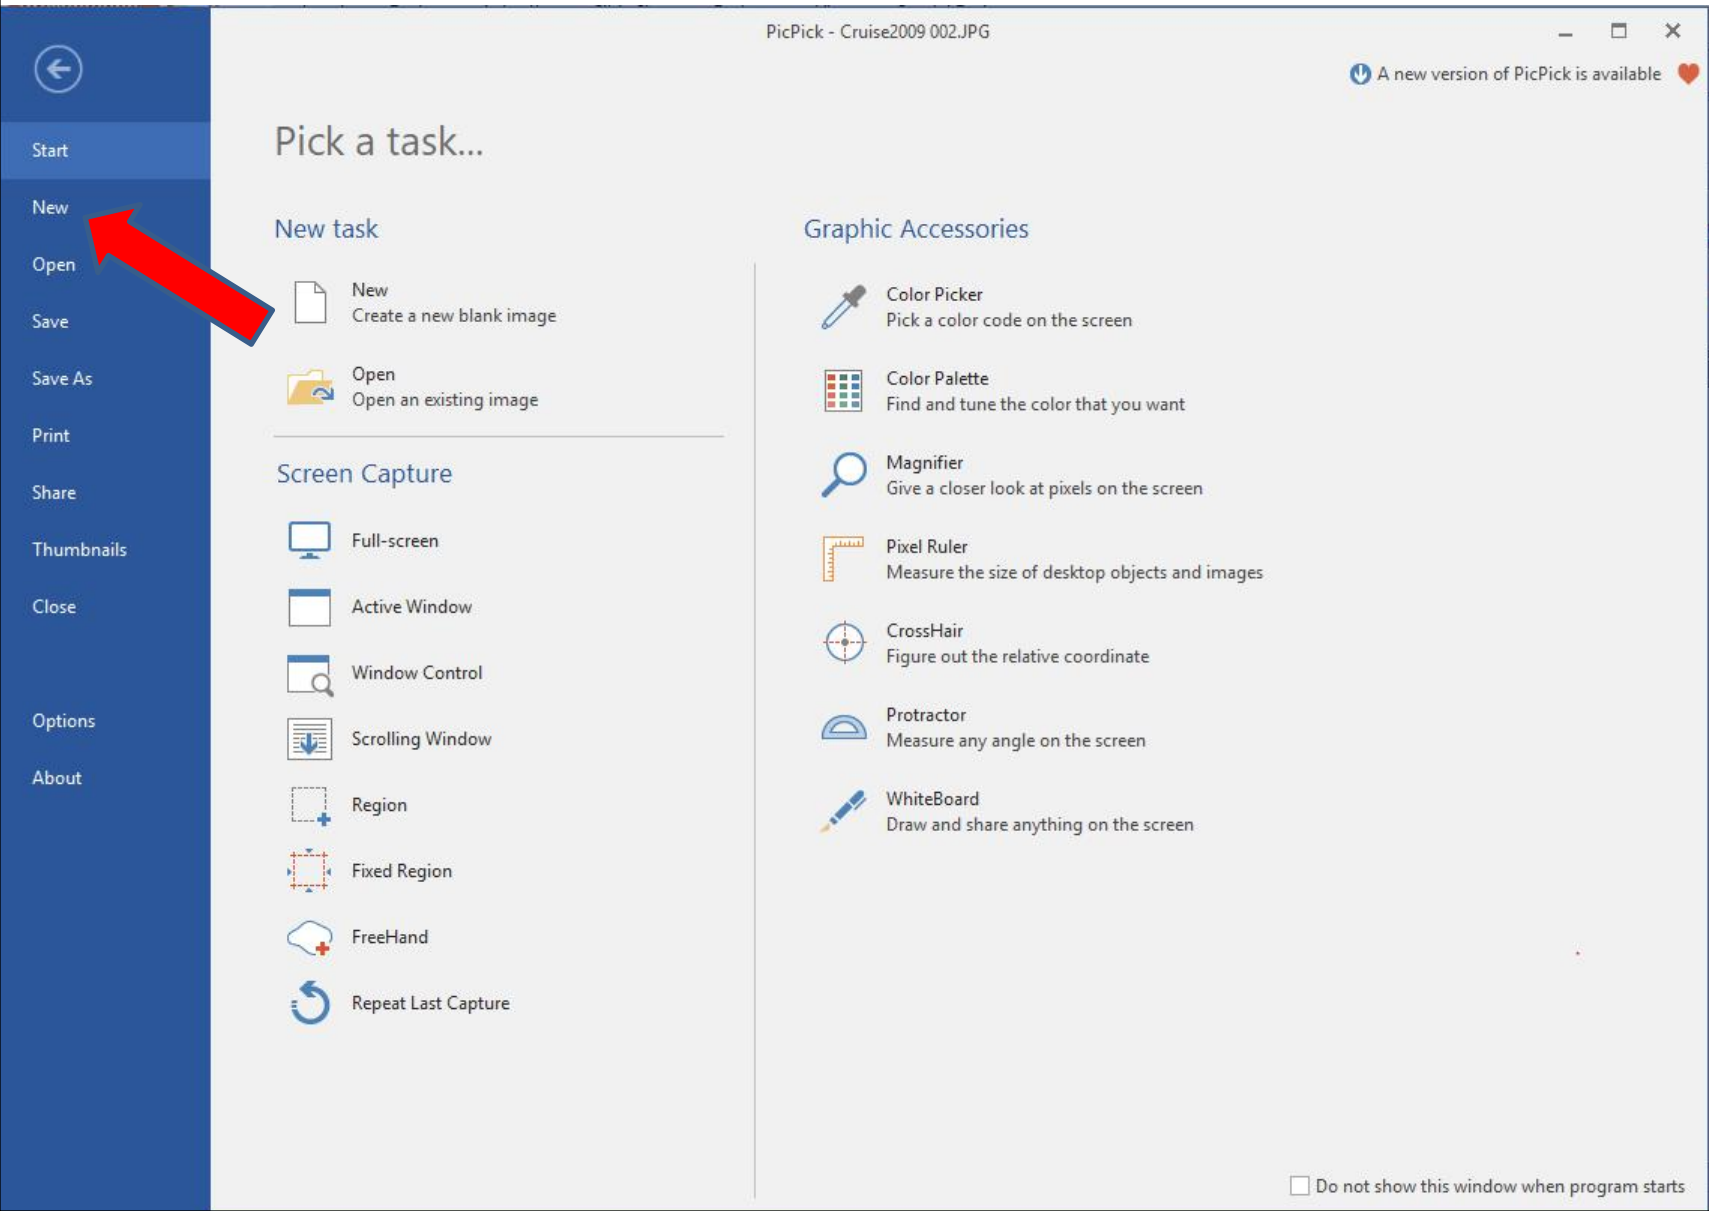 PicPick - Cruise2009 002.JPG
A new version of PicPick is available
Start
New
Open
Save
Save As
Print
Share
Thumbnails
Close
Options
About
Pick a task...
New task
New
Create a new blank image
Open
Open an existing image
Screen Capture
Full-screen
Active Window
Window Control
Scrolling Window
Region
Fixed Region
FreeHand
Repeat Last Capture
Graphic Accessories
Color Picker
Pick a color code on the screen
Color Palette
Find and tune the color that you want
Magnifier
Give a closer look at pixels on the screen
Pixel Ruler
Measure the size of desktop objects and images
CrossHair
Figure out the relative coordinate
Protractor
Measure any angle on the screen
WhiteBoard
Draw and share anything on the screen
Do not show this window when program starts